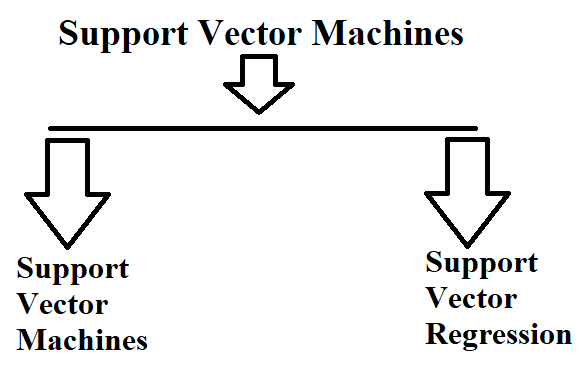 Support Vector Machines
Support
Vector
Machines
Support
Vector
Regression